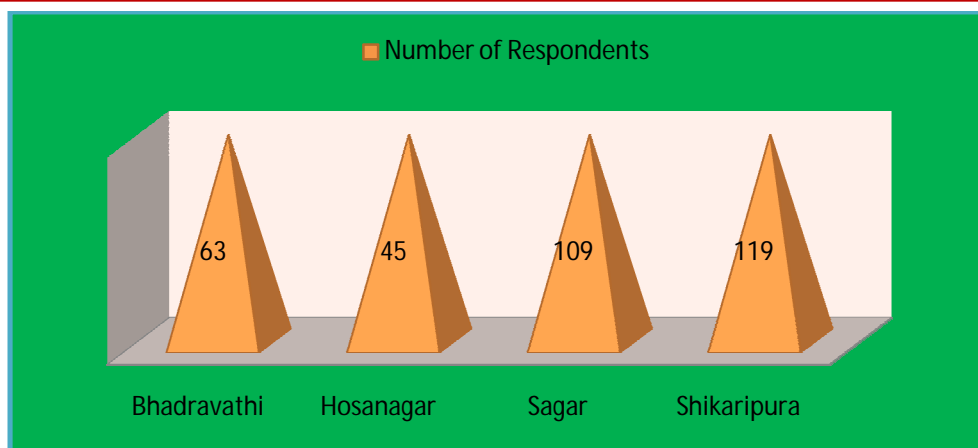 Number of Respondents
63 45 109 119
Bhadravathi Hosanagar Sagar Shikaripura